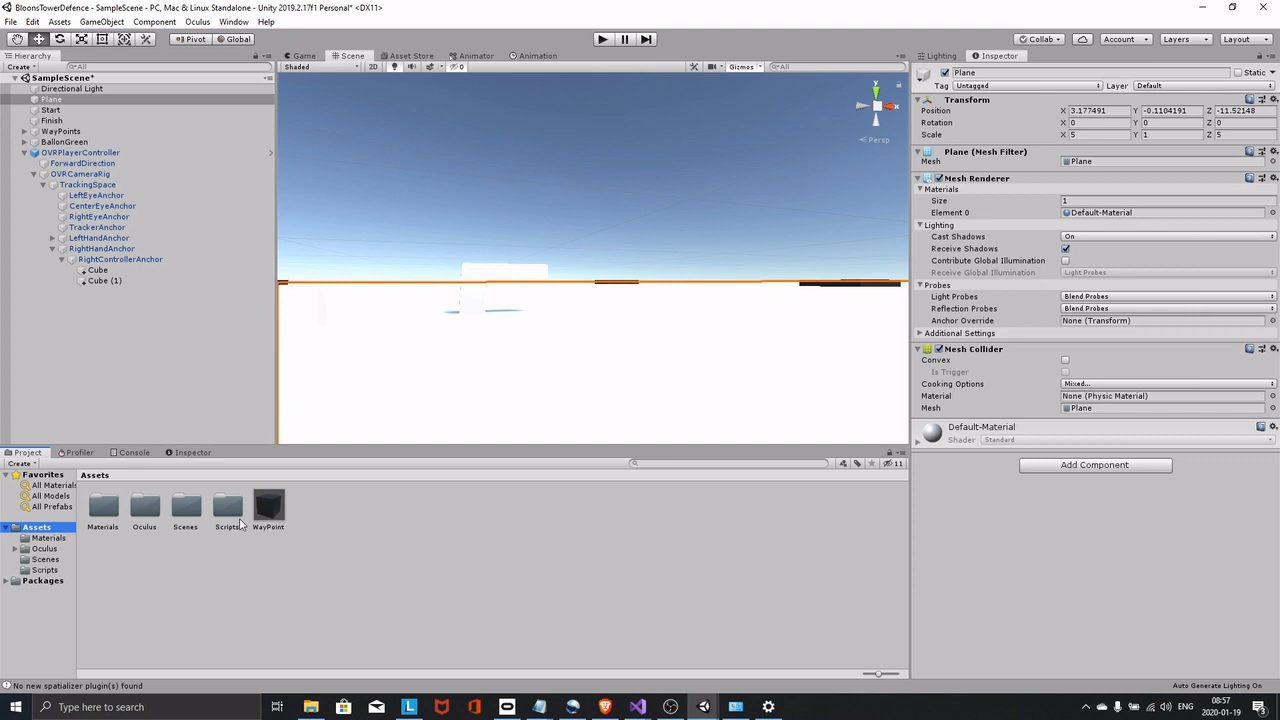 BloonsTowerDefence - SampleScene - PC, Mac & Linux Standalone - Unity 2019.2.17f1 Personal* <DX11>
File Edit Assets GameObject Component Oculus Window Help
Pivot Global Collab Account Layers Layout
Hierarchy Game Scene Asset Store Animator Animation Lighting Inspector
Create All Shaded 2D 0 Gizmos All
SampleScene*
Directional Light
Plane
Start
Finish
WayPoints
BallonGreen
OVRPlayerController
ForwardDirection
OVRCameraRig
TrackingSpace
LeftEyeAnchor
CenterEyeAnchor
RightEyeAnchor
TrackerAnchor
LeftHandAnchor
RightHandAnchor
RightControllerAnchor
Cube
Cube (1)
y
x
Persp
Plane Static
Tag Untagged Layer Default
Transform
Position X 3.177491 Y -0.1104191 Z -11.52148
Rotation X 0 Y 0 Z 0
Scale X 5 Y 1 Z 5
Plane (Mesh Filter)
Mesh Plane
Mesh Renderer
Materials
Size 1
Element 0 Default-Material
Lighting
Cast Shadows On
Receive Shadows
Contribute Global Illumination
Receive Global Illumination Light Probes
Probes
Light Probes Blend Probes
Reflection Probes Blend Probes
Anchor Override None (Transform)
Additional Settings
Mesh Collider
Convex
Is Trigger
Cooking Options Mixed...
Material None (Physic Material)
Mesh Plane
Default-Material
Shader Standard
Add Component
Project Profiler Console Inspector
Create 11
Favorites
All Materials
All Models
All Prefabs
Assets
Materials
Oculus
Scenes
Scripts
Packages
Assets
Materials Oculus Scenes Scripts WayPoint
No new spatializer plugin(s) found
Auto Generate Lighting On
Type here to search
ENG
08:57
2020-01-19